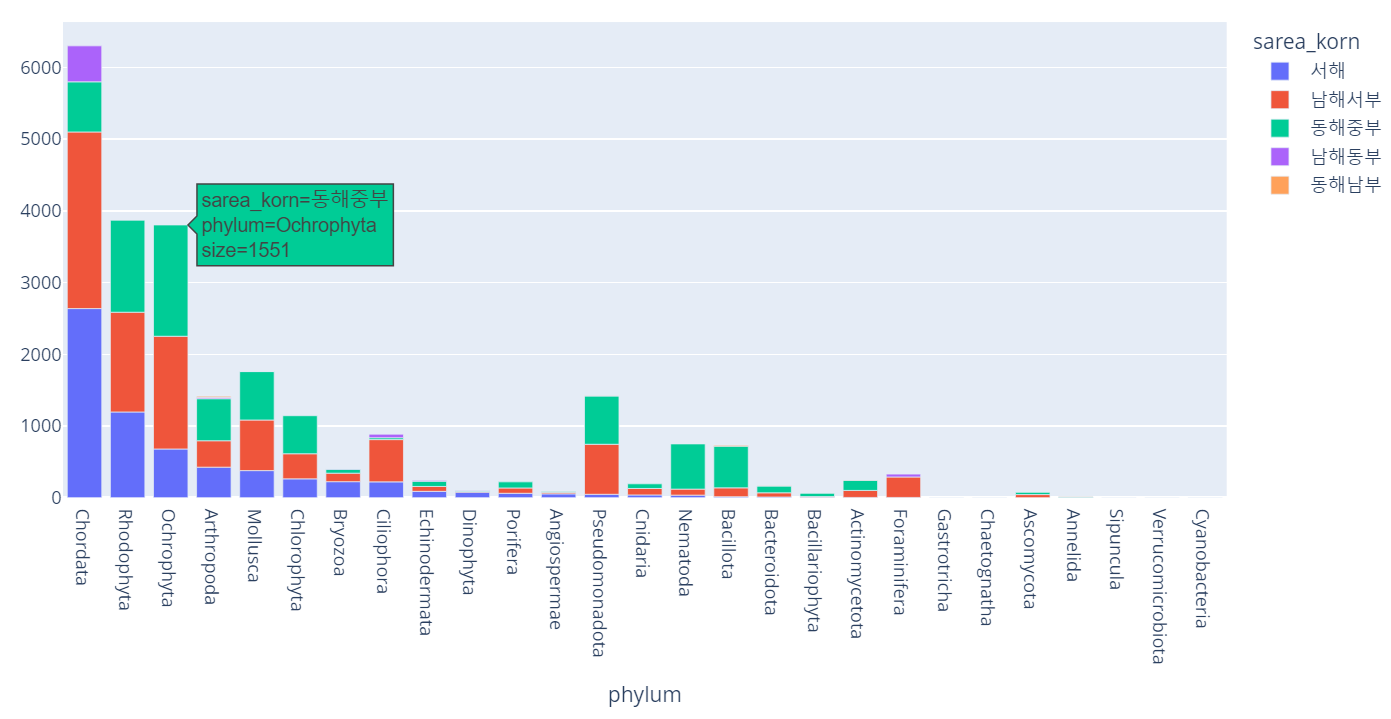 sarea_korn
서해
남해서부
동해중부
남해동부
동해남부
6000
5000
4000
3000
2000
1000
0
sarea_korn=동해중부
phylum=Ochrophyta
size=1551
Chordata
Rhodophyta
Ochrophyta
Arthropoda
Mollusca
Chlorophyta
Bryozoa
Ciliophora
Echinodermata
Dinophyta
Porifera
Angiospermae
Pseudomonadota
Cnidaria
Nematoda
Bacillota
Bacteroidota
Bacillariophyta
Actinomycetota
Foraminifera
Gastrotricha
Chaetognatha
Ascomycota
Annelida
Sipuncula
Verrucomicrobiota
Cyanobacteria
phylum